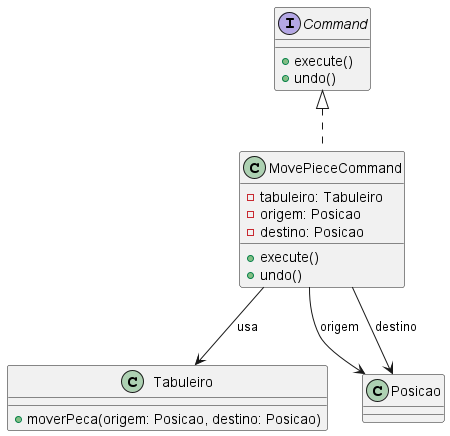 I Command
execute()
undo()
C MovePieceCommand
tabuleiro: Tabuleiro
origem: Posicao
destino: Posicao
execute()
undo()
usa
origem
destino
C Tabuleiro
moverPeca(origem: Posicao, destino: Posicao)
C Posicao